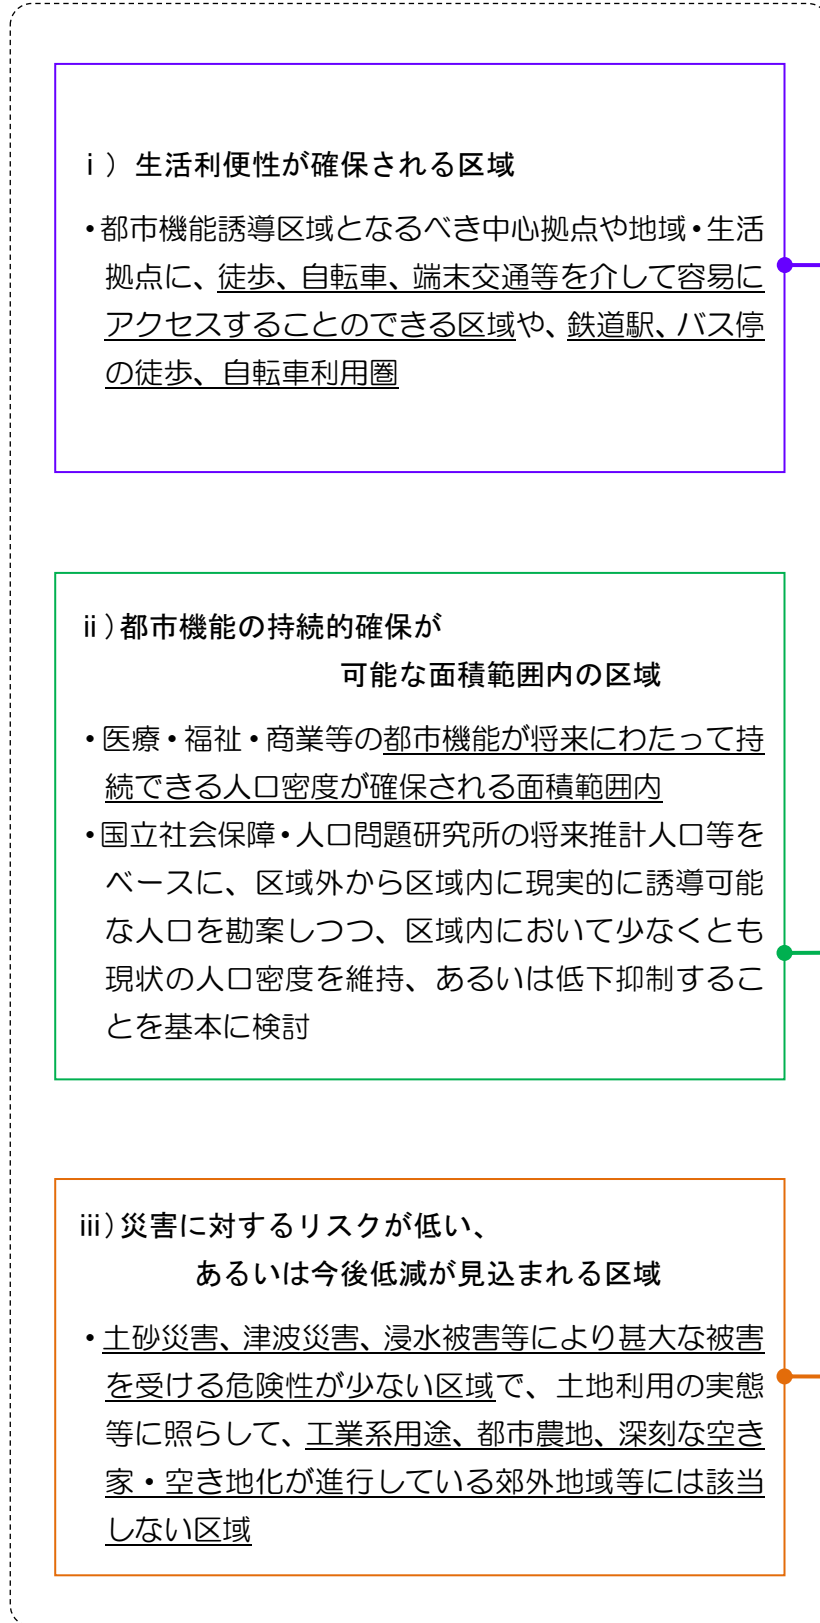 ⅰ）生活利便性が確保される区域
・都市機能誘導区域となるべき中心拠点や地域・生活
拠点に、徒歩、自転車、端末交通等を介して容易に
アクセスすることのできる区域や、鉄道駅、バス停
の徒歩、自転車利用圏
ⅱ）都市機能の持続的確保が
可能な面積範囲内の区域
・医療・福祉・商業等の都市機能が将来にわたって持
続できる人口密度が確保される面積範囲内
・国立社会保障・人口問題研究所の将来推計人口等を
ベースに、区域外から区域内に現実的に誘導可能
な人口を勘案しつつ、区域内において少なくとも
現状の人口密度を維持、あるいは低下抑制するこ
とを基本に検討
ⅲ）災害に対するリスクが低い、
あるいは今後低減が見込まれる区域
・土砂災害、津波災害、浸水被害等により甚大な被害
を受ける危険性が少ない区域で、土地利用の実態
等に照らして、工業系用途、都市農地、深刻な空き
家・空き地化が進行している郊外地域等には該当
しない区域